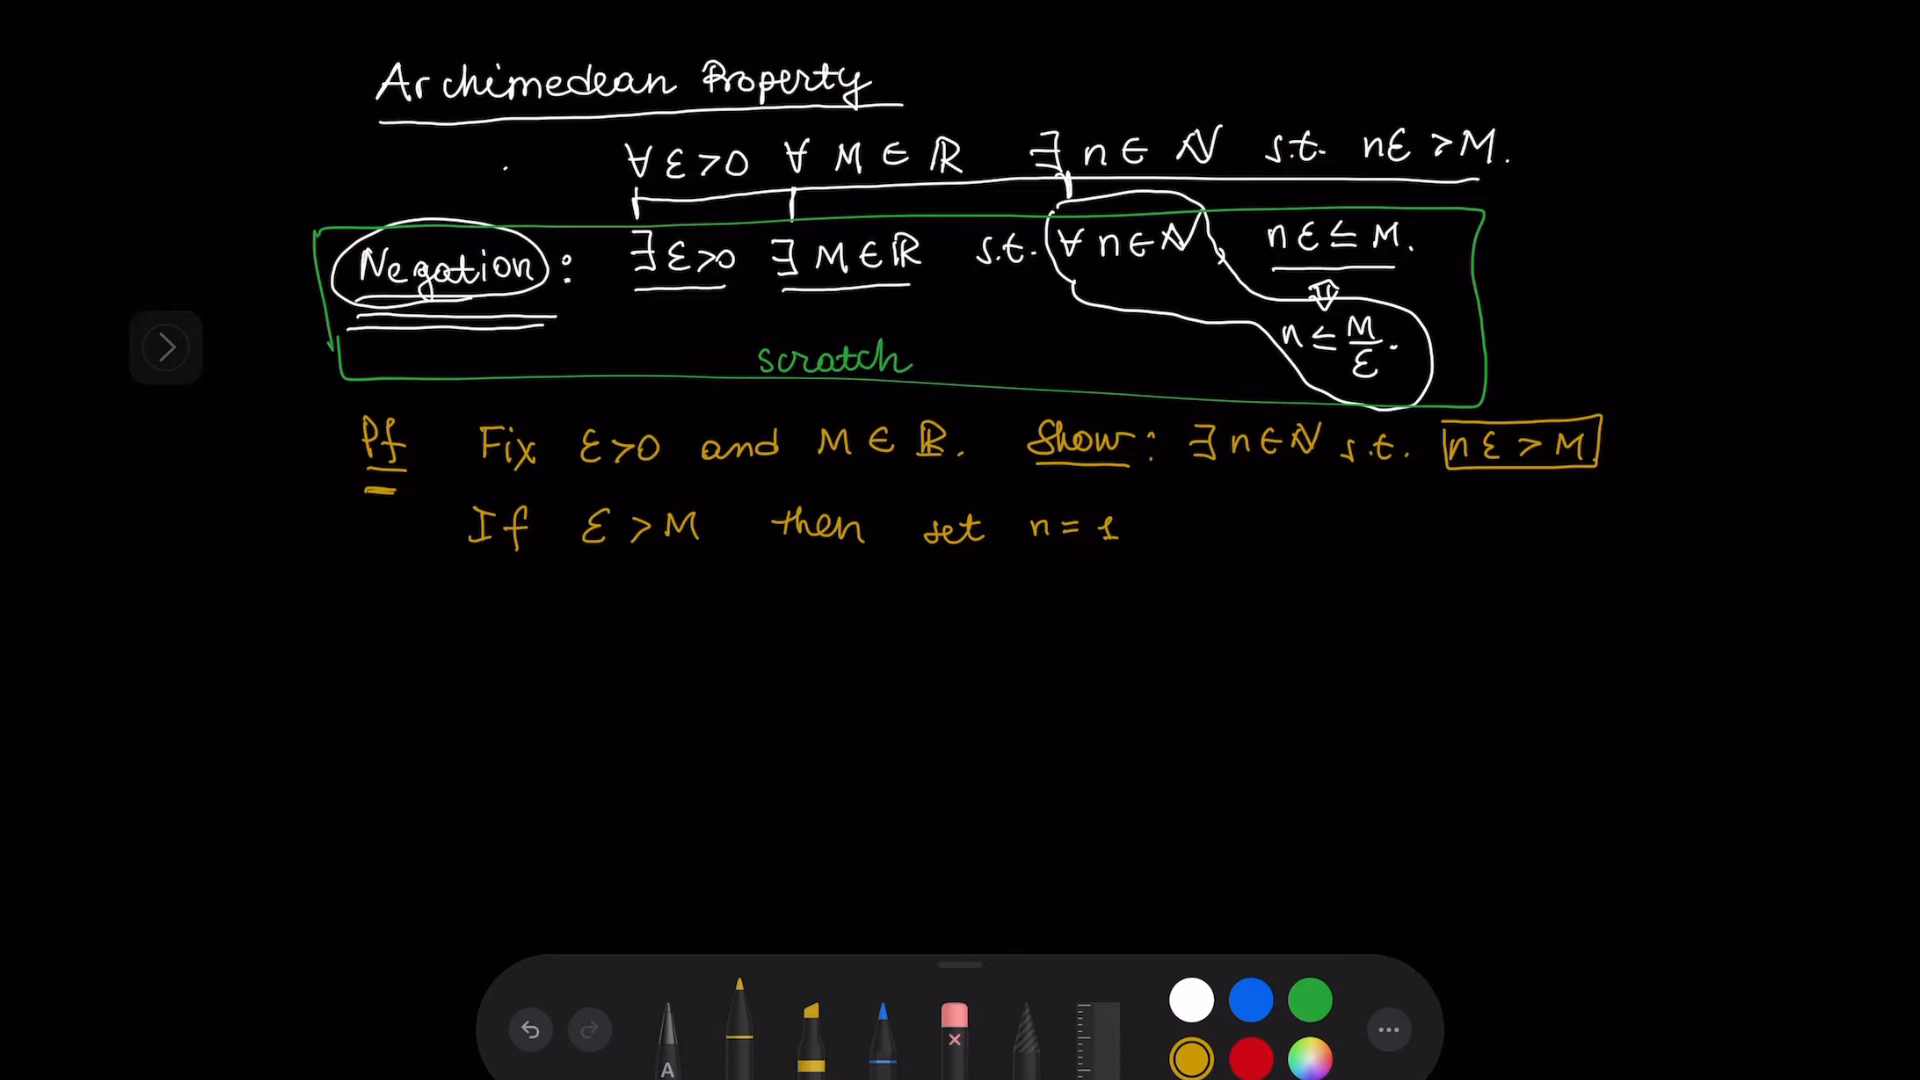 Archimedean Property
∀ ε>0 ∀ M ∈ ℝ ∃ n ∈ ℕ s.t. nε > M.
Negation : ∃ ε>0 ∃ M ∈ ℝ s.t. ∀ n ∈ ℕ, nε ≤ M.
⇕
n ≤ M/ε.
scratch
Pf Fix ε>0 and M ∈ ℝ. Show: ∃ n ∈ ℕ s.t. nε > M
If ε > M then set n = 1
A